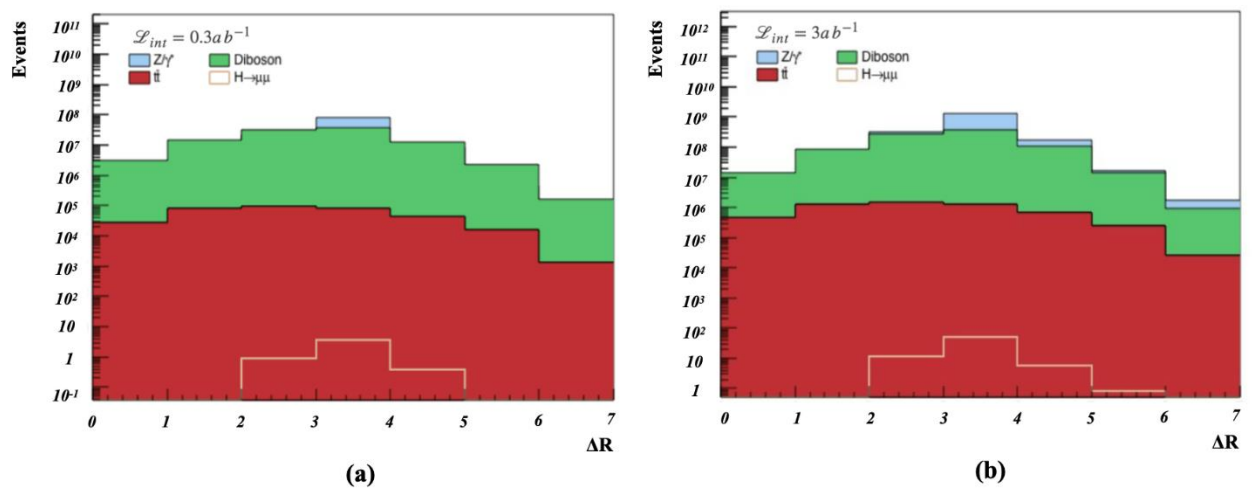 Events
10¹¹
10¹⁰
10⁹
10⁸
10⁷
10⁶
10⁵
10⁴
10³
10²
10
1
10⁻¹
ℒint = 0.3ab⁻¹
Z/γ* Diboson
tt̄ H→μμ
0 1 2 3 4 5 6 7
ΔR
(a)
Events
10¹²
10¹¹
10¹⁰
10⁹
10⁸
10⁷
10⁶
10⁵
10⁴
10³
10²
10
1
ℒint = 3ab⁻¹
Z/γ* Diboson
tt̄ H→μμ
0 1 2 3 4 5 6 7
ΔR
(b)